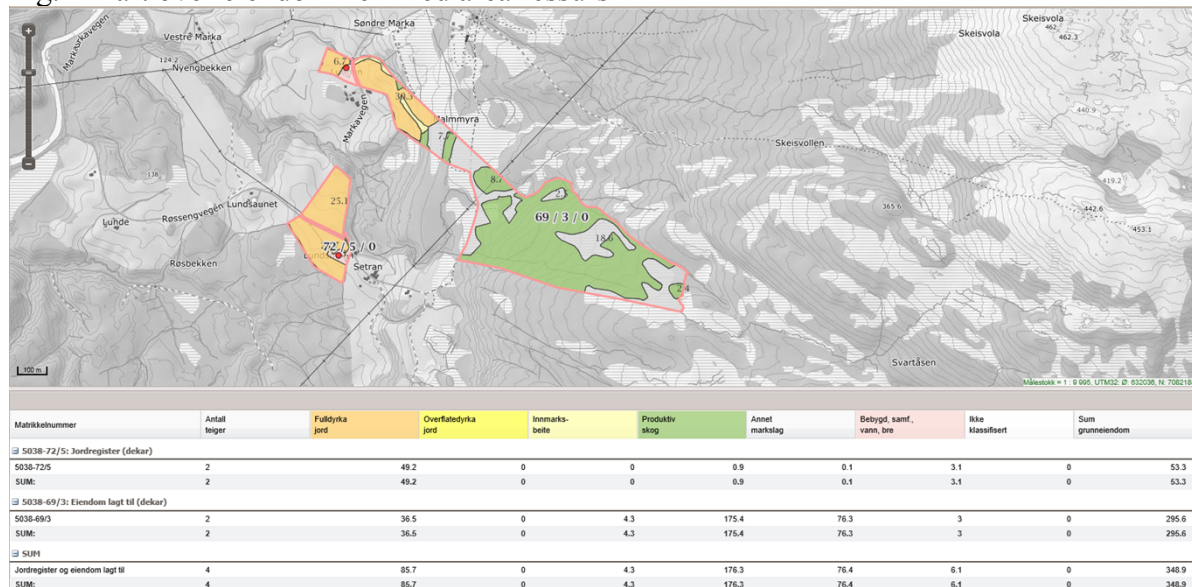 Søndre Marka
Skeisvola
462
462.3
Skeisvola
Vestre Marka
Markavegen
124.2
Nyengbekken
6.7
30.5
Markavegen
Malmmyra
440.9
Skeisvollen
138
8.7
419.2
25.1
69 / 3 / 0
365.6
442.6
Røssengvegen
Lundsaunet
Lunde
18.6
453.1
72 / 5 / 0
Røsbekken
Setran
2.4
Svartåsen
100 m
Målestokk = 1 : 9 995, UTM32: Ø: 632036, N: 7082184
Matrikkelnummer Antall teiger Fulldyrka jord Overflatedyrka jord Innmarks-beite Produktiv skog Annet markslag Bebygd, samf., vann, bre Ikke klassifisert Sum grunneiendom
5038-72/5: Jordregister (dekar)
5038-72/5 2 49.2 0 0 0.9 0.1 3.1 0 53.3
SUM: 2 49.2 0 0 0.9 0.1 3.1 0 53.3
5038-69/3: Eiendom lagt til (dekar)
5038-69/3 2 36.5 0 4.3 175.4 76.3 3 0 295.6
SUM: 2 36.5 0 4.3 175.4 76.3 3 0 295.6
SUM
Jordregister og eiendom lagt til 4 85.7 0 4.3 176.3 76.4 6.1 0 348.9
SUM: 4 85.7 0 4.3 176.3 76.4 6.1 0 348.9